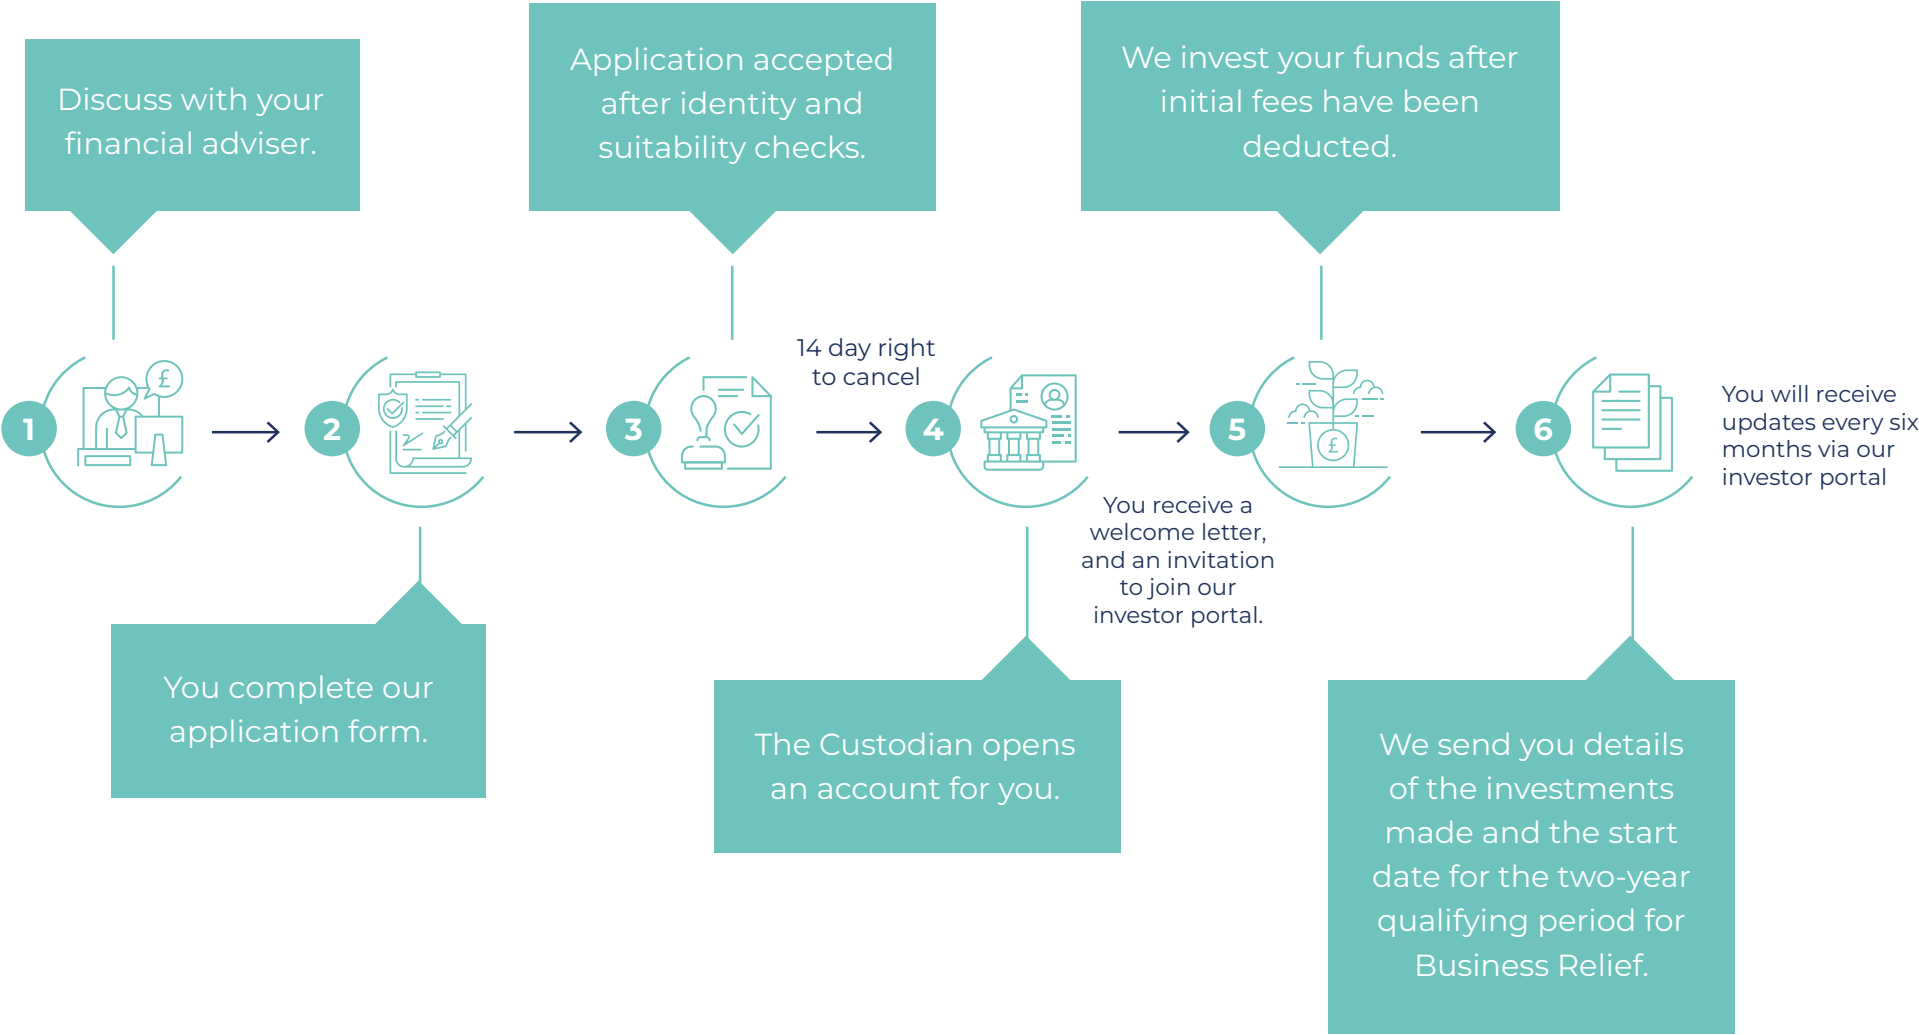 Discuss with your
financial adviser.
Application accepted
after identity and
suitability checks.
We invest your funds after
initial fees have been
deducted.
1
£
2
3
14 day right
to cancel
4
5
£
6
You will receive
updates every six
months via our
investor portal
You receive a
welcome letter,
and an invitation
to join our
investor portal.
You complete our
application form.
The Custodian opens
an account for you.
We send you details
of the investments
made and the start
date for the two-year
qualifying period for
Business Relief.